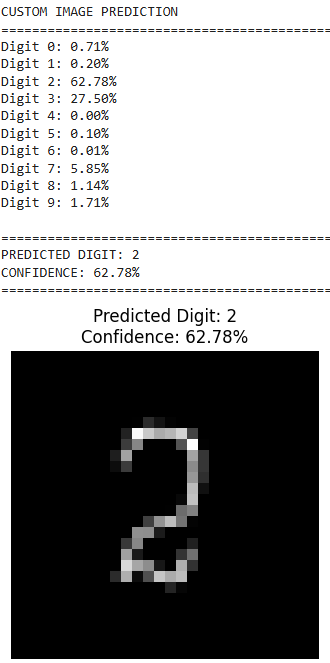 CUSTOM IMAGE PREDICTION
==========================================
Digit 0: 0.71%
Digit 1: 0.20%
Digit 2: 62.78%
Digit 3: 27.50%
Digit 4: 0.00%
Digit 5: 0.10%
Digit 6: 0.01%
Digit 7: 5.85%
Digit 8: 1.14%
Digit 9: 1.71%
==========================================
PREDICTED DIGIT: 2
CONFIDENCE: 62.78%
==========================================
Predicted Digit: 2
Confidence: 62.78%
2